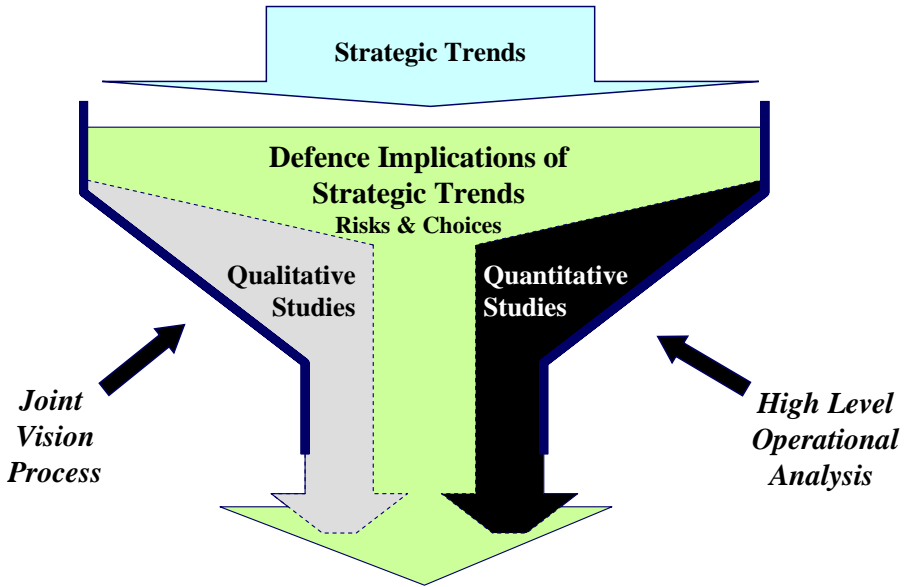 Strategic Trends
Defence Implications of
Strategic Trends
Risks & Choices
Qualitative
Studies
Quantitative
Studies
Joint
Vision
Process
High Level
Operational
Analysis